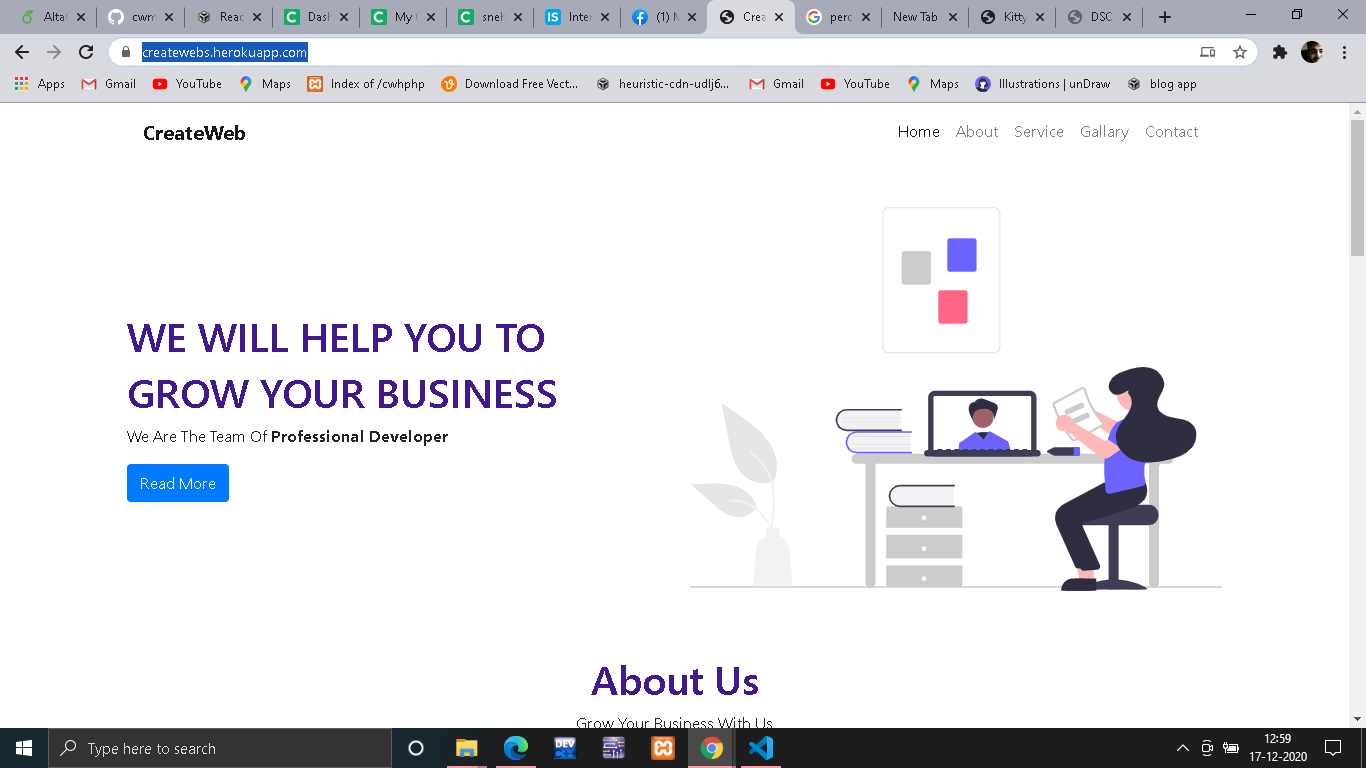 Alta
cwm
Reac
Dash
My
sneh
Inter
(1)
Crea
perc
New Tab
Kitty
DSC
createwebs.herokuapp.com
Apps
Gmail
YouTube
Maps
Index of /cwhphp
Download Free Vect...
heuristic-cdn-udlj6...
Gmail
YouTube
Maps
Illustrations | unDraw
blog app
CreateWeb
Home
About
Service
Gallary
Contact
WE WILL HELP YOU TO
GROW YOUR BUSINESS
We Are The Team Of Professional Developer
Read More
About Us
Grow Your Business With Us
Type here to search
DEV
12:59
17-12-2020